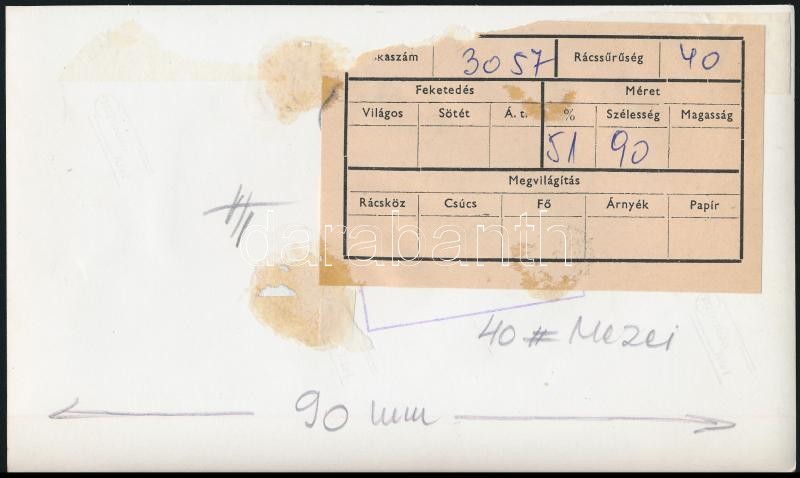 kaszám 3057 Rácssűrűség 40
Feketedés Méret
Világos Sötét Á. t. % Szélesség Magasság
51 90
Megvilágítás
Rácsköz Csúcs Fő Árnyék Papír
darabanth
40 # Mezei
90 mm